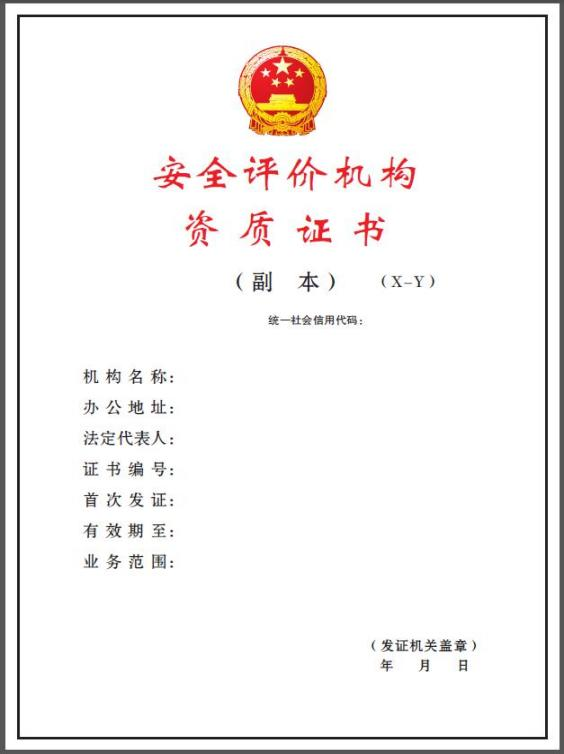 安全评价机构
资质证书
（副 本） （X-Y）
统一社会信用代码：
机构名称：
办公地址：
法定代表人：
证书编号：
首次发证：
有效期至：
业务范围：
（发证机关盖章）
年 月 日